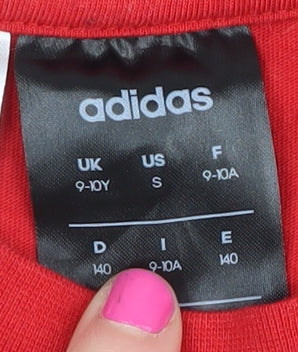 adidas
UK US F
9-10Y S 9-10A
D I E
140 9-10A 140